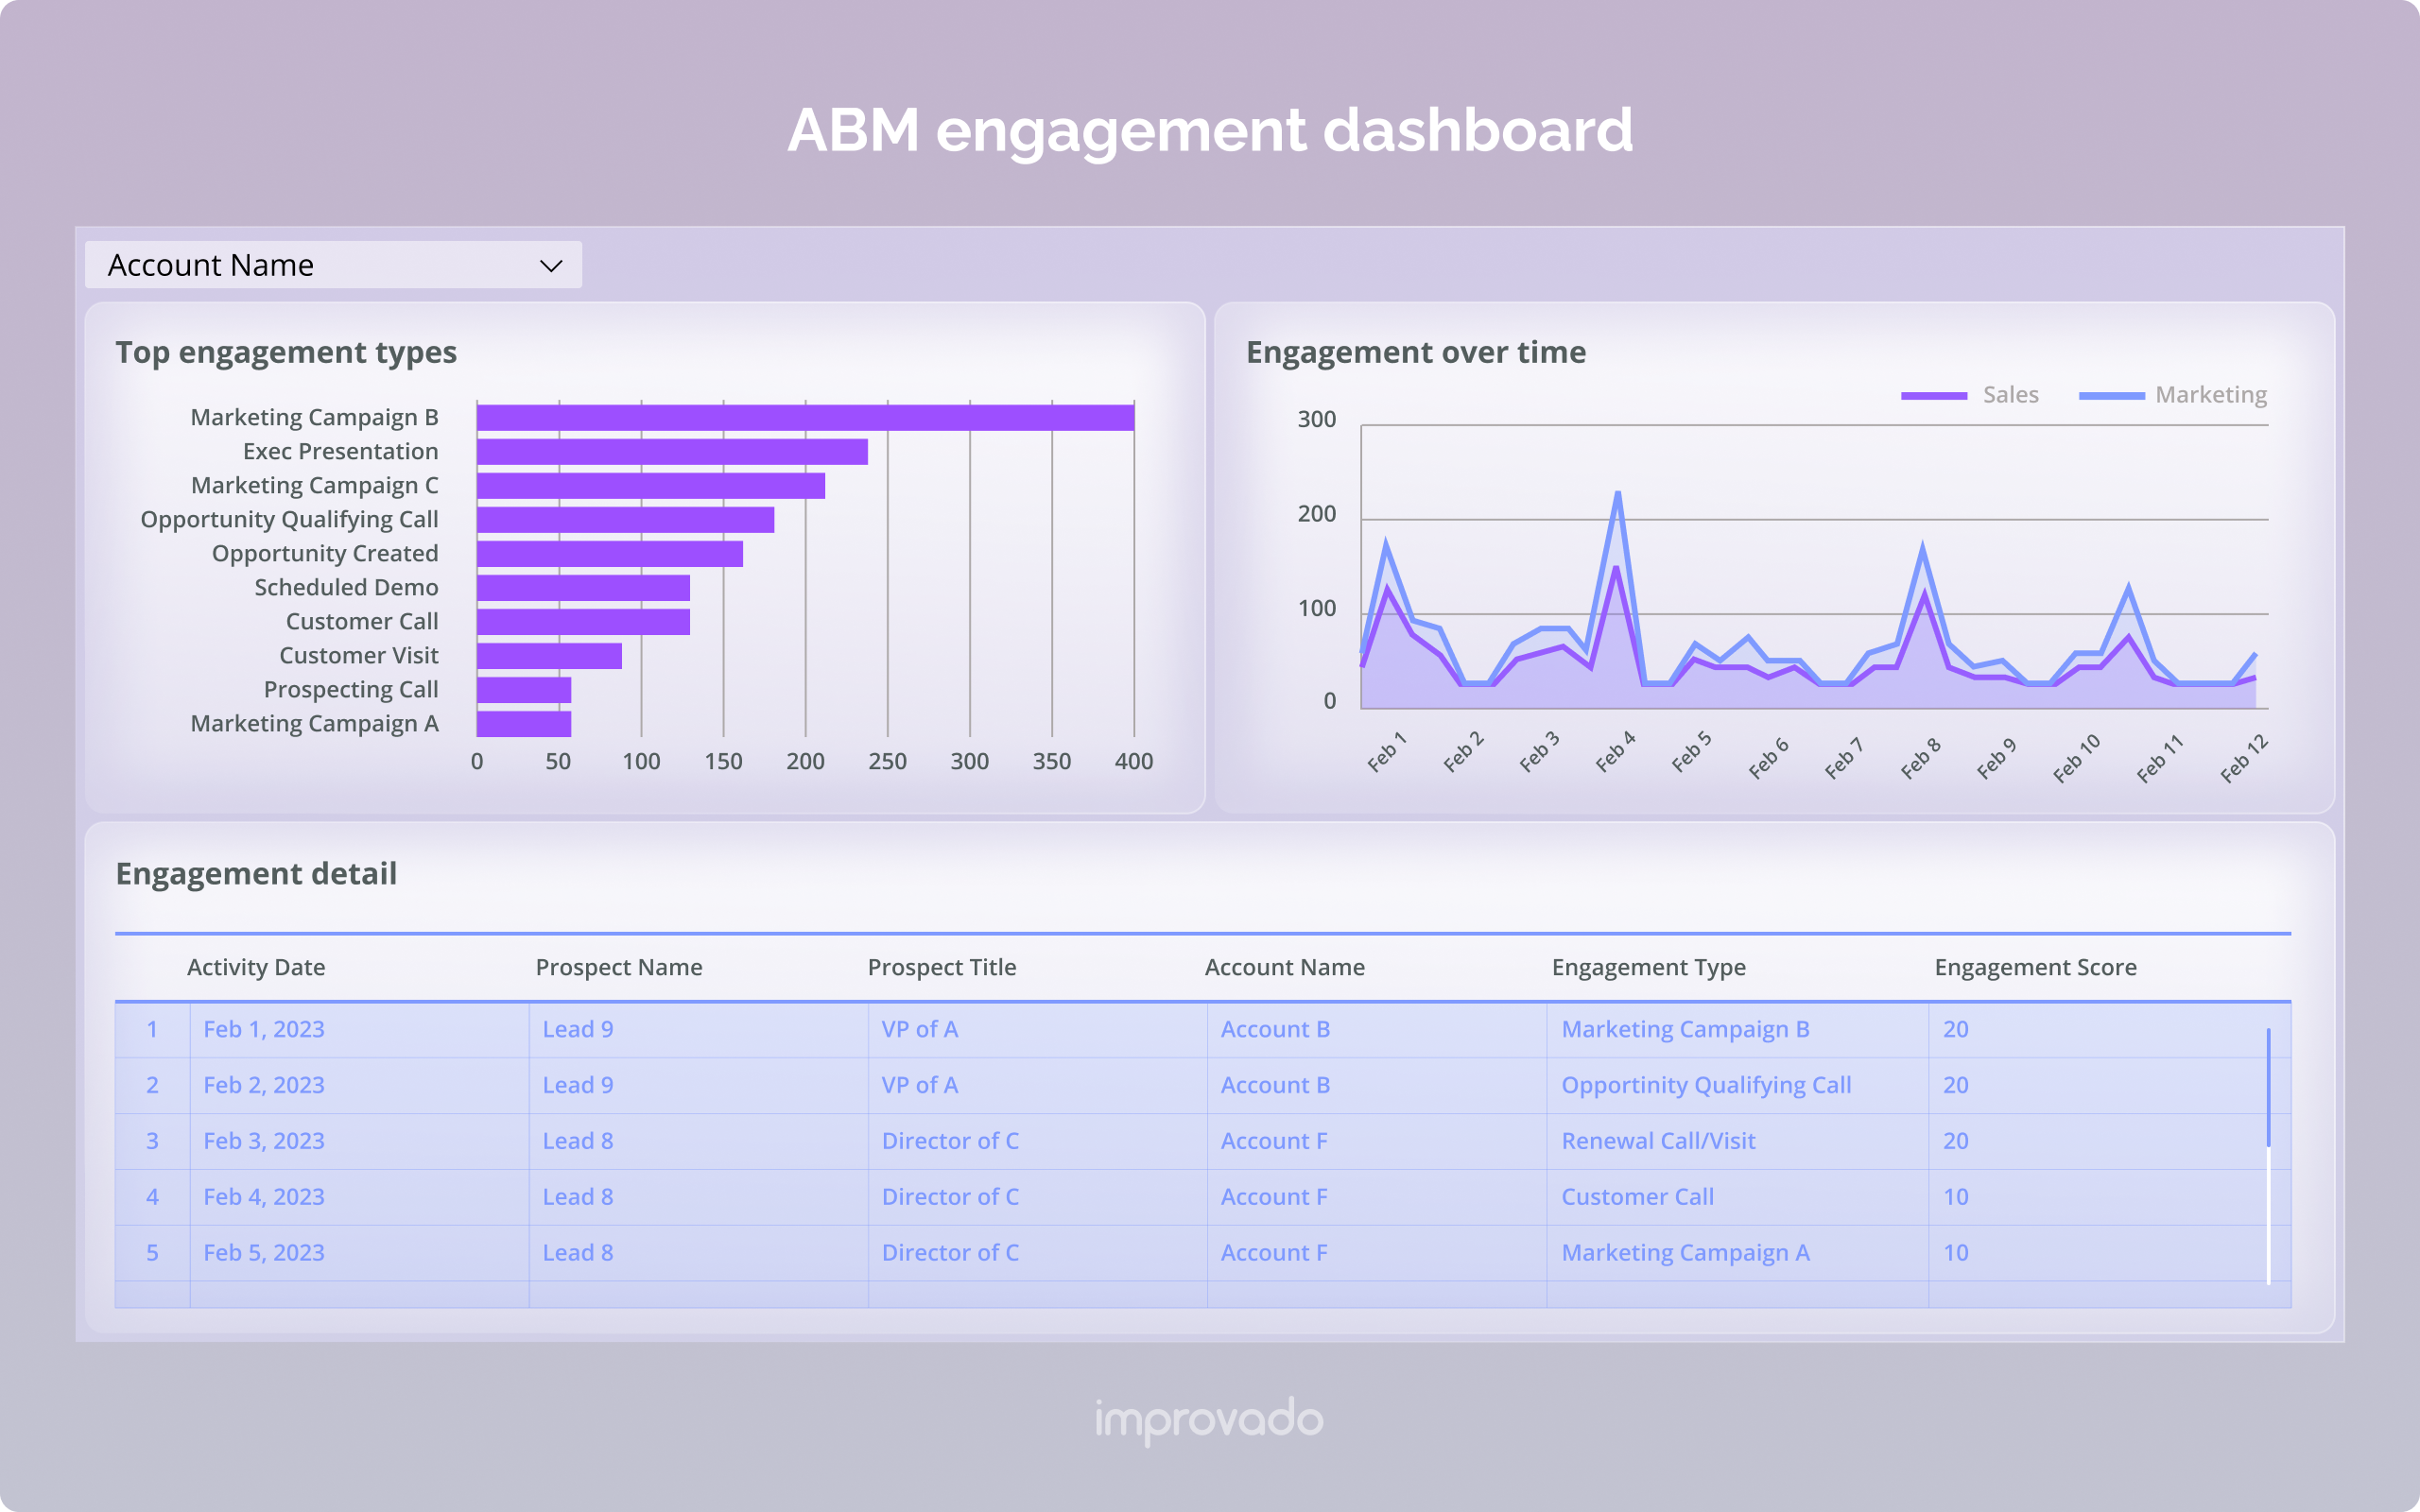 ABM engagement dashboard
Account Name
Top engagement types
Marketing Campaign B
Exec Presentation
Marketing Campaign C
Opportunity Qualifying Call
Opportunity Created
Scheduled Demo
Customer Call
Customer Visit
Prospecting Call
Marketing Campaign A
0 50 100 150 200 250 300 350 400
Engagement over time
Sales Marketing
300
200
100
0
Feb 1 Feb 2 Feb 3 Feb 4 Feb 5 Feb 6 Feb 7 Feb 8 Feb 9 Feb 10 Feb 11 Feb 12
Engagement detail
Activity Date Prospect Name Prospect Title Account Name Engagement Type Engagement Score
1 Feb 1, 2023 Lead 9 VP of A Account B Marketing Campaign B 20
2 Feb 2, 2023 Lead 9 VP of A Account B Opportinity Qualifying Call 20
3 Feb 3, 2023 Lead 8 Director of C Account F Renewal Call/Visit 20
4 Feb 4, 2023 Lead 8 Director of C Account F Customer Call 10
5 Feb 5, 2023 Lead 8 Director of C Account F Marketing Campaign A 10
improvado